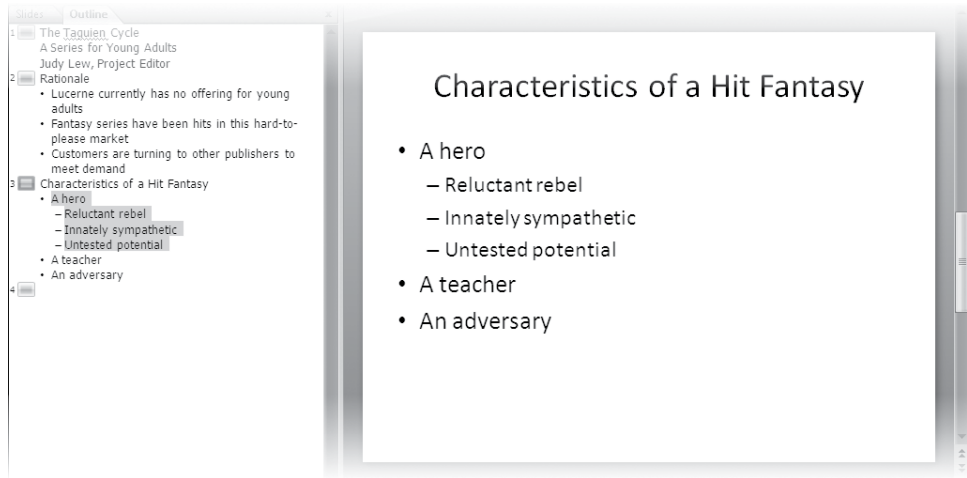 Slides Outline
1 The Taguien Cycle
A Series for Young Adults
Judy Lew, Project Editor
2 Rationale
• Lucerne currently has no offering for young
adults
• Fantasy series have been hits in this hard-to-
please market
• Customers are turning to other publishers to
meet demand
3 Characteristics of a Hit Fantasy
• A hero
– Reluctant rebel
– Innately sympathetic
– Untested potential
• A teacher
• An adversary
4
Characteristics of a Hit Fantasy
• A hero
– Reluctant rebel
– Innately sympathetic
– Untested potential
• A teacher
• An adversary